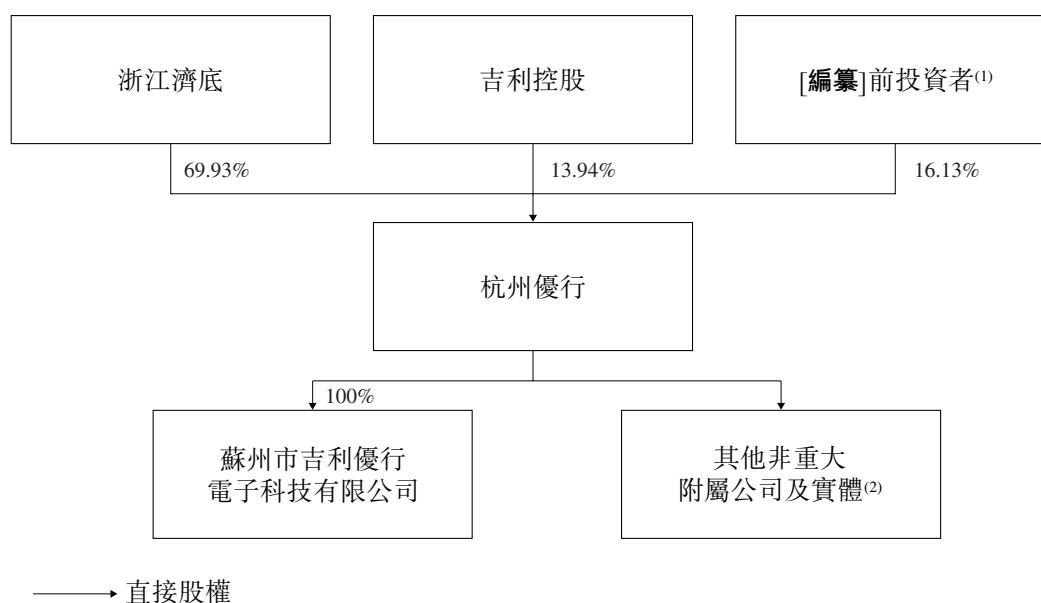 浙江濟底
吉利控股
[編纂]前投資者(1)
69.93%
13.94%
16.13%
杭州優行
100%
蘇州市吉利優行
電子科技有限公司
其他非重大
附屬公司及實體(2)
直接股權